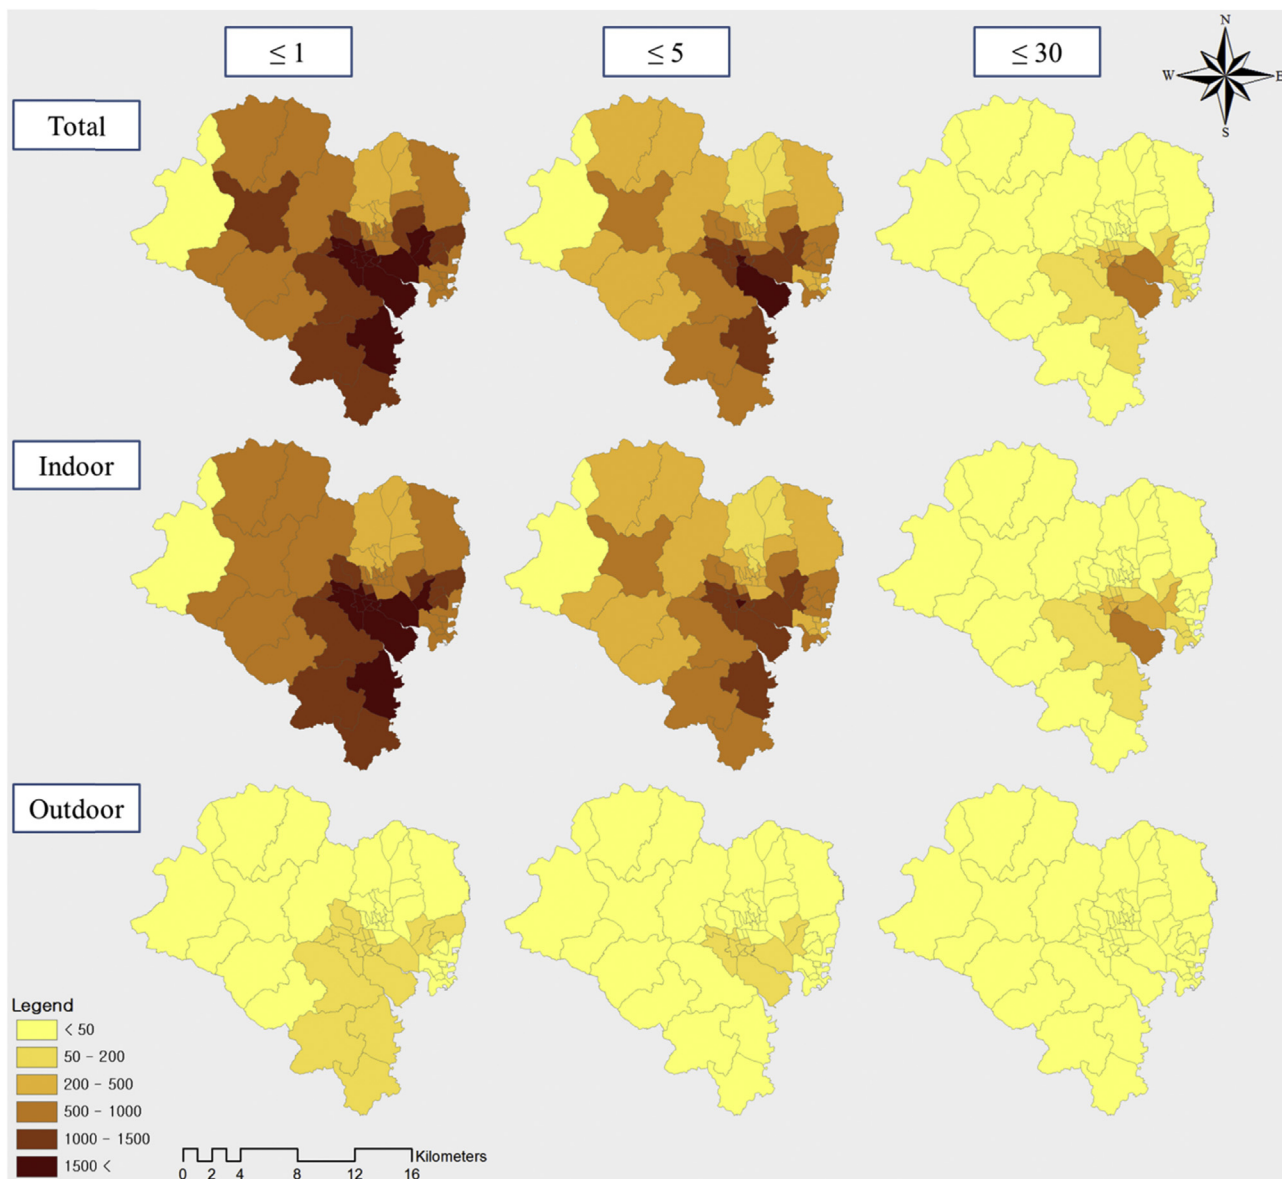 ≤ 1
≤ 5
≤ 30
N
W
E
S
Total
Indoor
Outdoor
Legend
< 50
50 - 200
200 - 500
500 - 1000
1000 - 1500
1500 <
Kilometers
0 2 4 8 12 16